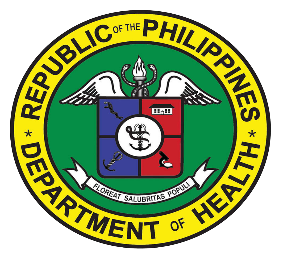 REPUBLIC OF THE PHILIPPINES
DEPARTMENT OF HEALTH
FLOREAT SALUBRITAS POPULI